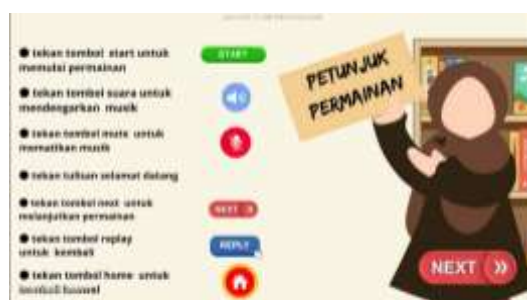 ● tekan tombol start untuk
memulai permainan
START
● tekan tombol suara untuk
mendengarkan musik
● tekan tombol mute untuk
mematikan musik
● tekan tulisan selamat datang
● tekan tombol next untuk
melanjutkan permainan
NEXT
● tekan tombol replay
untuk kembali
REPLY
● tekan tombol home untuk
kembali
PETUNJUK
PERMAINAN
NEXT